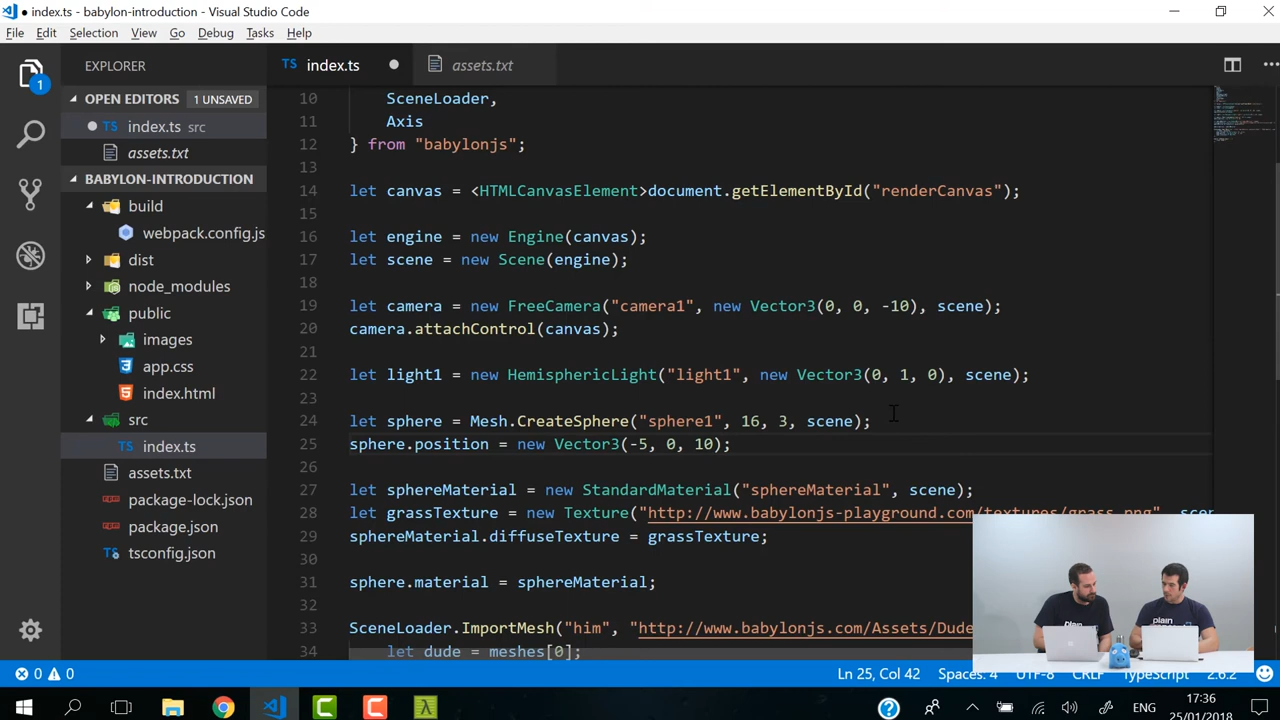 index.ts - babylon-introduction - Visual Studio Code
File Edit Selection View Go Debug Tasks Help
EXPLORER
TS index.ts
assets.txt
1
OPEN EDITORS 1 UNSAVED
TS index.ts src
assets.txt
BABYLON-INTRODUCTION
build
webpack.config.js
dist
node_modules
public
images
app.css
index.html
src
TS index.ts
assets.txt
package-lock.json
package.json
tsconfig.json
10 SceneLoader,
11 Axis
12 } from "babylonjs";
13
14 let canvas = <HTMLCanvasElement>document.getElementById("renderCanvas");
15
16 let engine = new Engine(canvas);
17 let scene = new Scene(engine);
18
19 let camera = new FreeCamera("camera1", new Vector3(0, 0, -10), scene);
20 camera.attachControl(canvas);
21
22 let light1 = new HemisphericLight("light1", new Vector3(0, 1, 0), scene);
23
24 let sphere = Mesh.CreateSphere("sphere1", 16, 3, scene);
25 sphere.position = new Vector3(-5, 0, 10);
26
27 let sphereMaterial = new StandardMaterial("sphereMaterial", scene);
28 let grassTexture = new Texture("http://www.babylonjs-playground.com/textures/grass.png", scen
29 sphereMaterial.diffuseTexture = grassTexture;
30
31 sphere.material = sphereMaterial;
32
33 SceneLoader.ImportMesh("him", "http://www.babylonjs.com/Assets/Dude
34 let dude = meshes[0];
plain
0 0
Ln 25, Col 42 Spaces: 4 UTF-8 CRLF TypeScript 2.6.2
ENG
17:36
25/01/2018